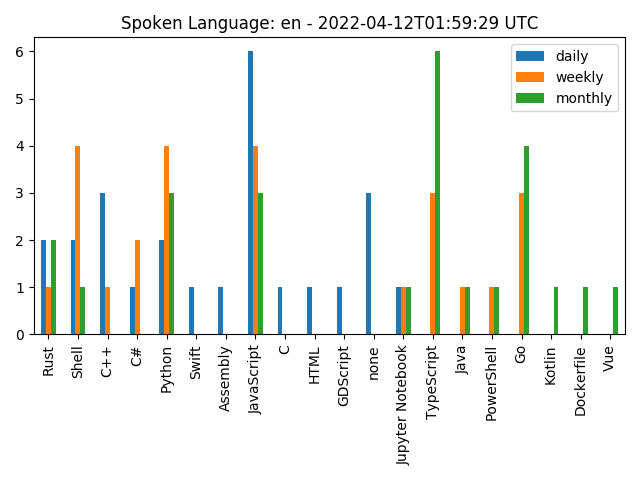 Spoken Language: en - 2022-04-12T01:59:29 UTC
daily
weekly
monthly
6
5
4
3
2
1
0
Rust
Shell
C++
C#
Python
Swift
Assembly
JavaScript
C
HTML
GDScript
none
Jupyter Notebook
TypeScript
Java
PowerShell
Go
Kotlin
Dockerfile
Vue